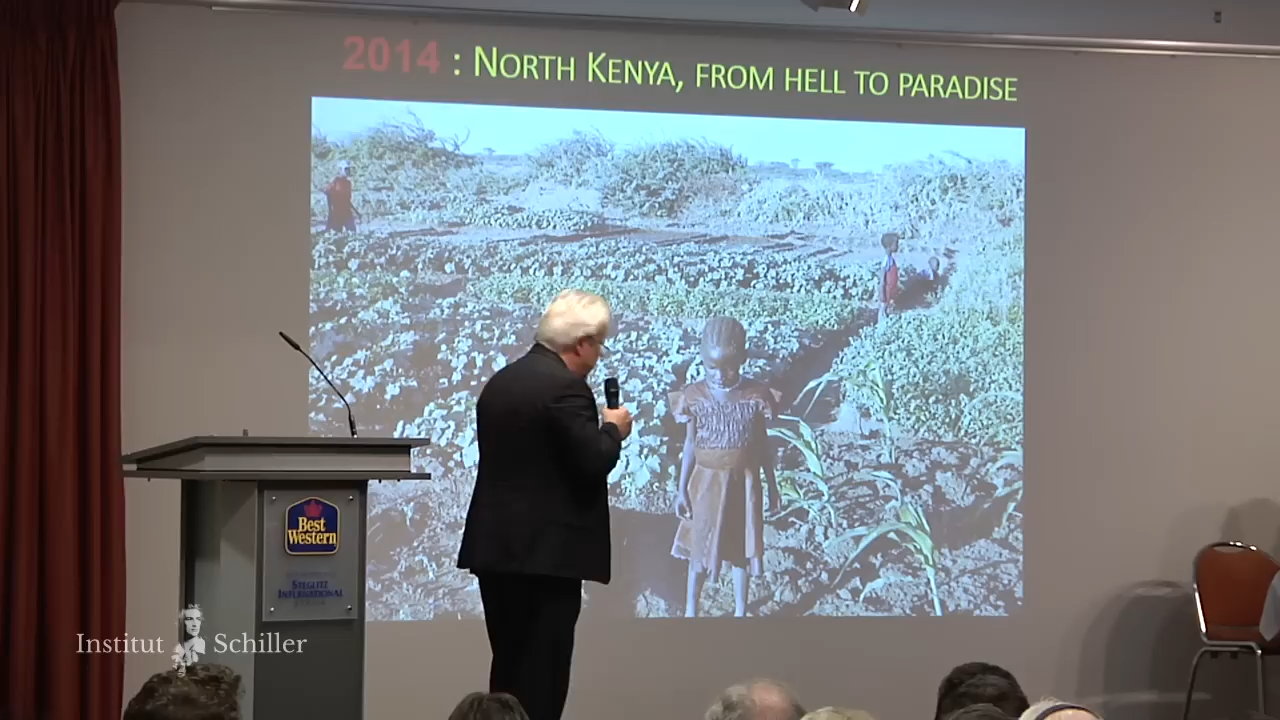 2014 : NORTH KENYA, FROM HELL TO PARADISE
Best
Western
STEGLITZ
INTERNATIONAL
Institut Schiller